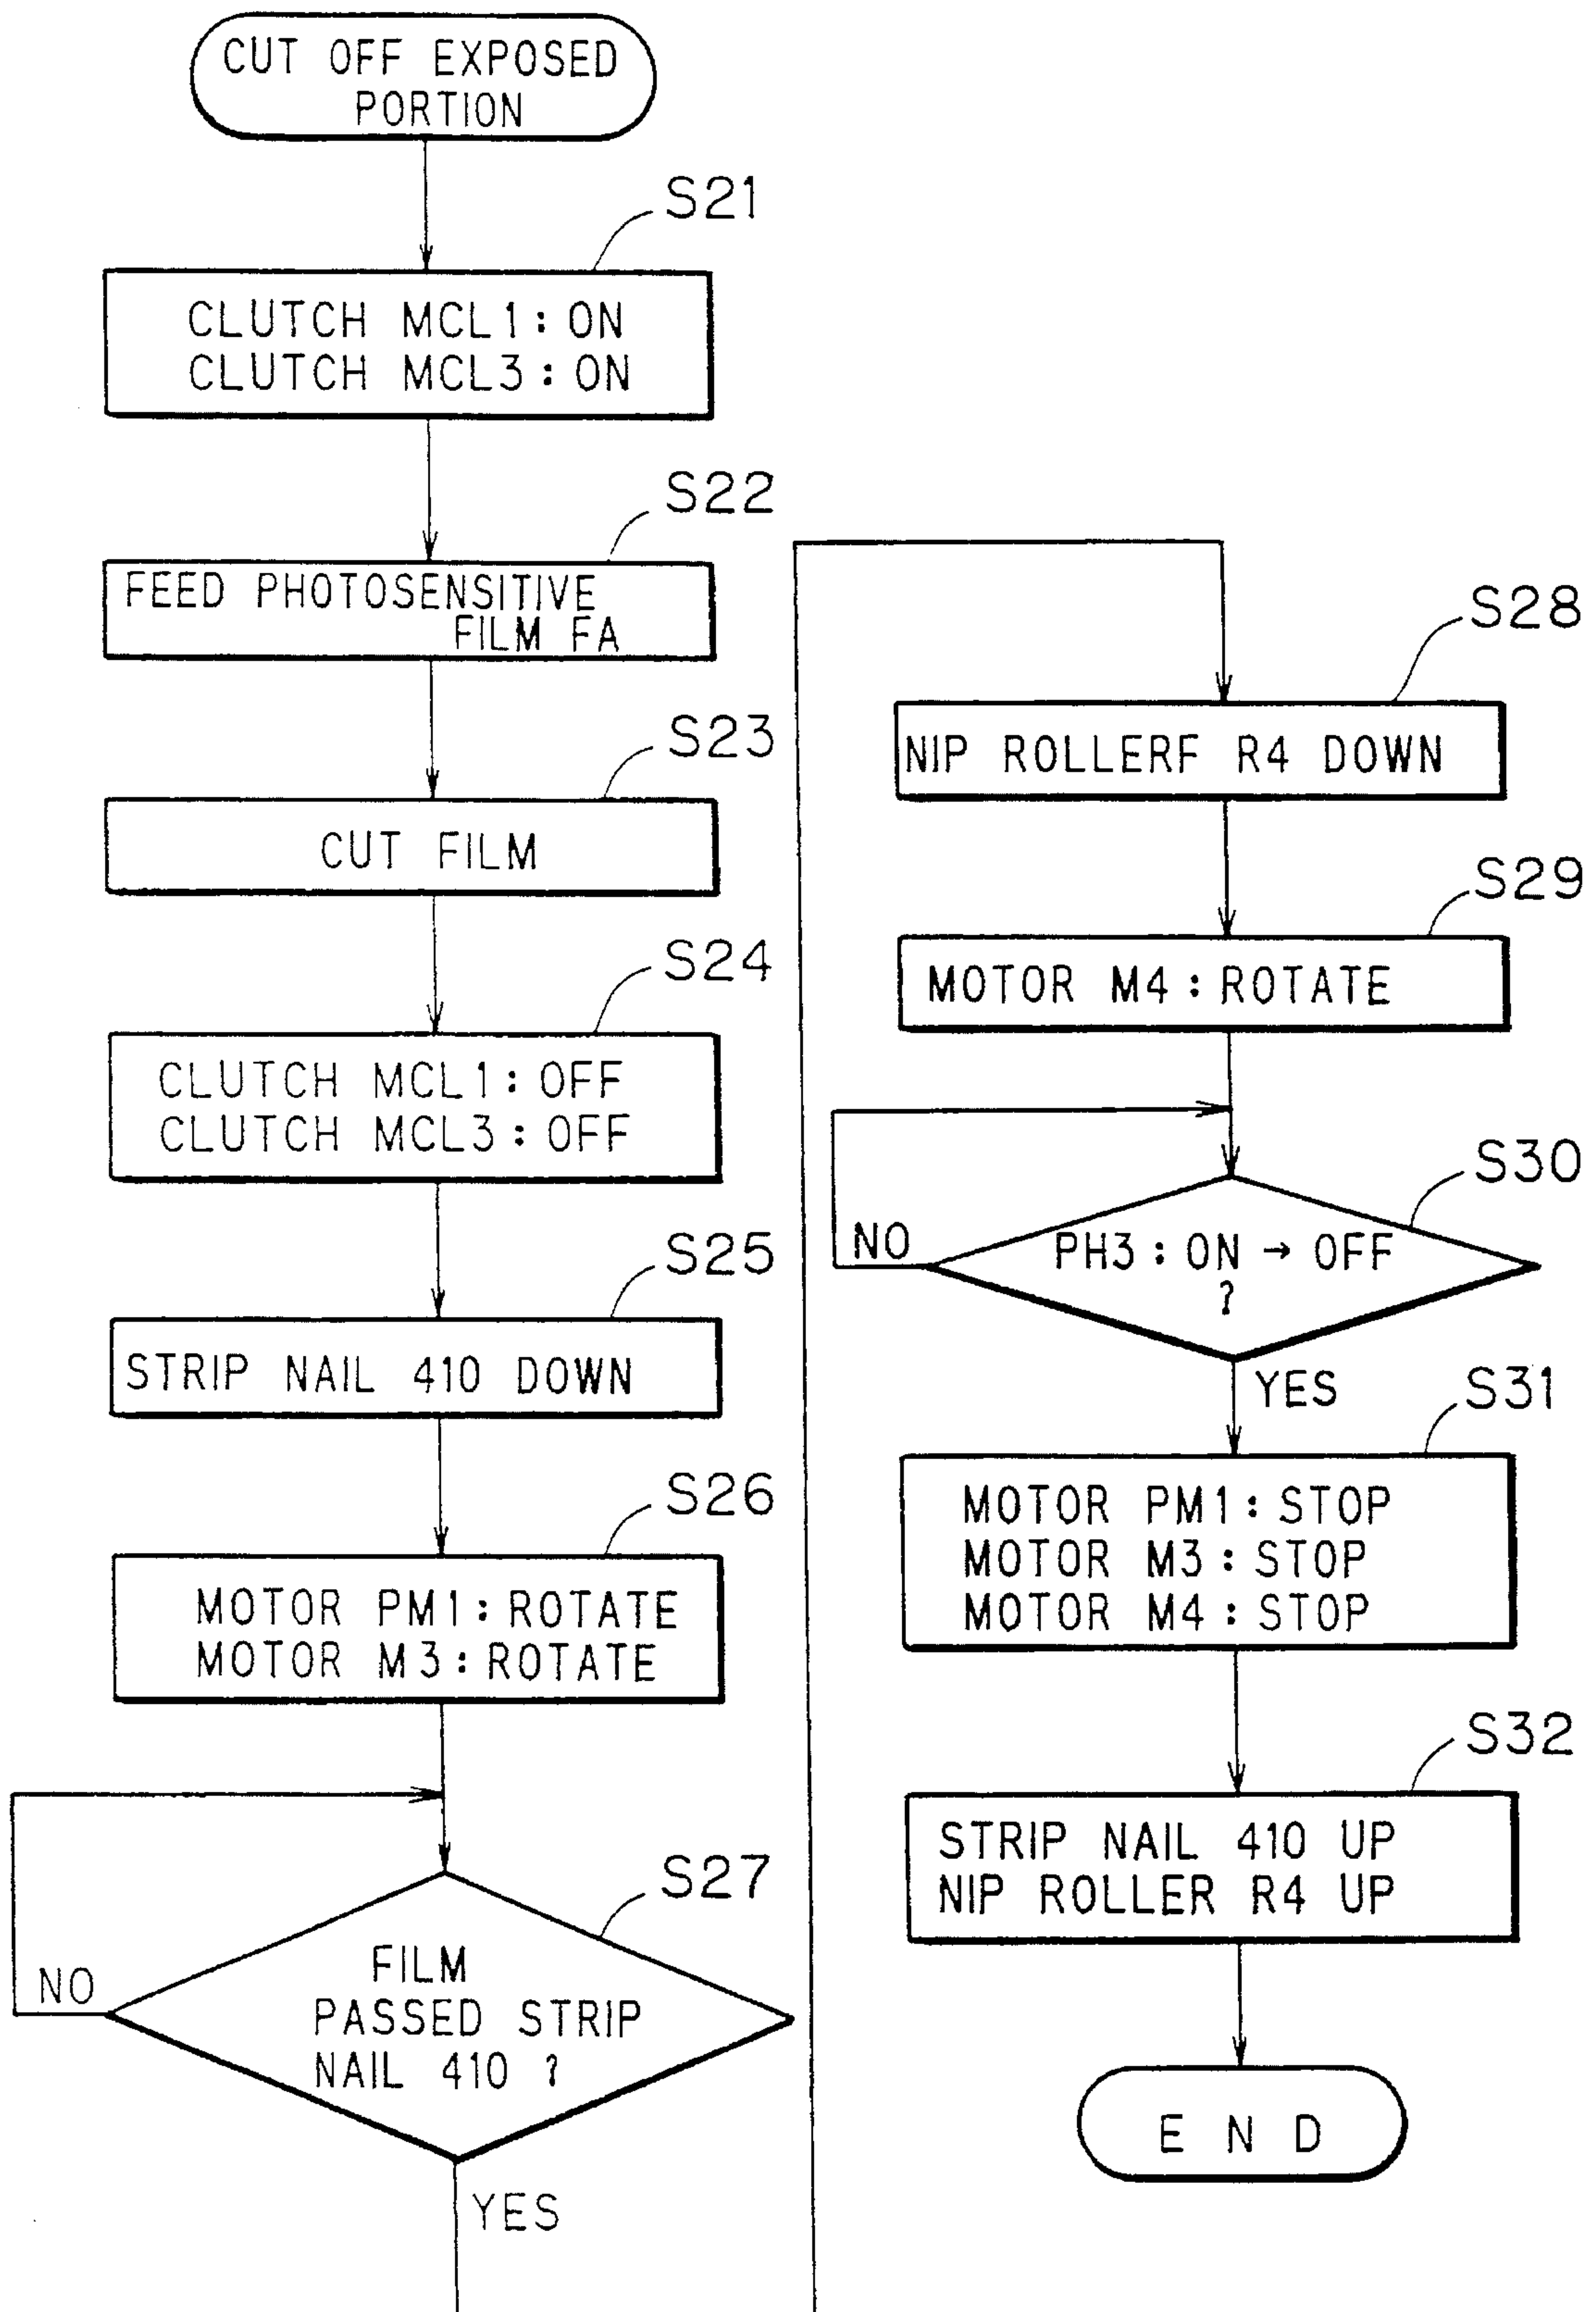 CUT OFF EXPOSED
PORTION
S21
CLUTCH MCL1 : ON
CLUTCH MCL3 : ON
S22
FEED PHOTOSENSITIVE
FILM FA
S23
CUT FILM
S24
CLUTCH MCL1 : OFF
CLUTCH MCL3 : OFF
S25
STRIP NAIL 410 DOWN
S26
MOTOR PM1 : ROTATE
MOTOR M3 : ROTATE
S27
FILM
PASSED STRIP
NAIL 410 ?
NO
YES
S28
NIP ROLLERF R4 DOWN
S29
MOTOR M4 : ROTATE
S30
PH3 : ON → OFF
?
NO
YES
S31
MOTOR PM1 : STOP
MOTOR M3 : STOP
MOTOR M4 : STOP
S32
STRIP NAIL 410 UP
NIP ROLLER R4 UP
END